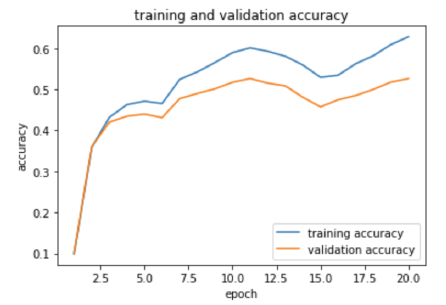 training and validation accuracy
accuracy
0.6
0.5
0.4
0.3
0.2
0.1
training accuracy
validation accuracy
2.5 5.0 7.5 10.0 12.5 15.0 17.5 20.0
epoch